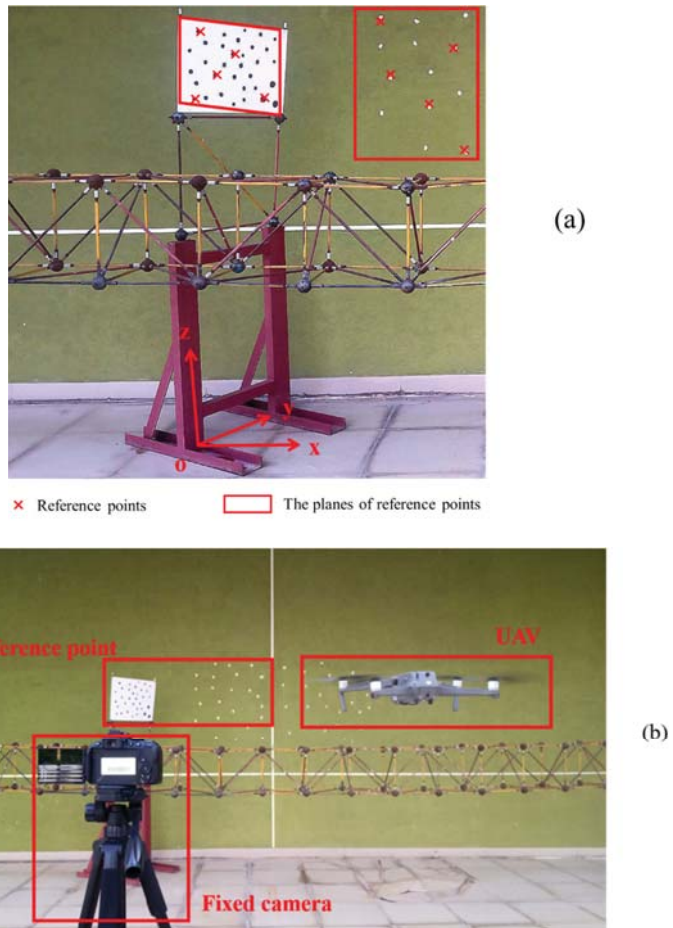 (a)
z
y
x
o
× Reference points
The planes of reference points
erence point
UAV
(b)
Fixed camera